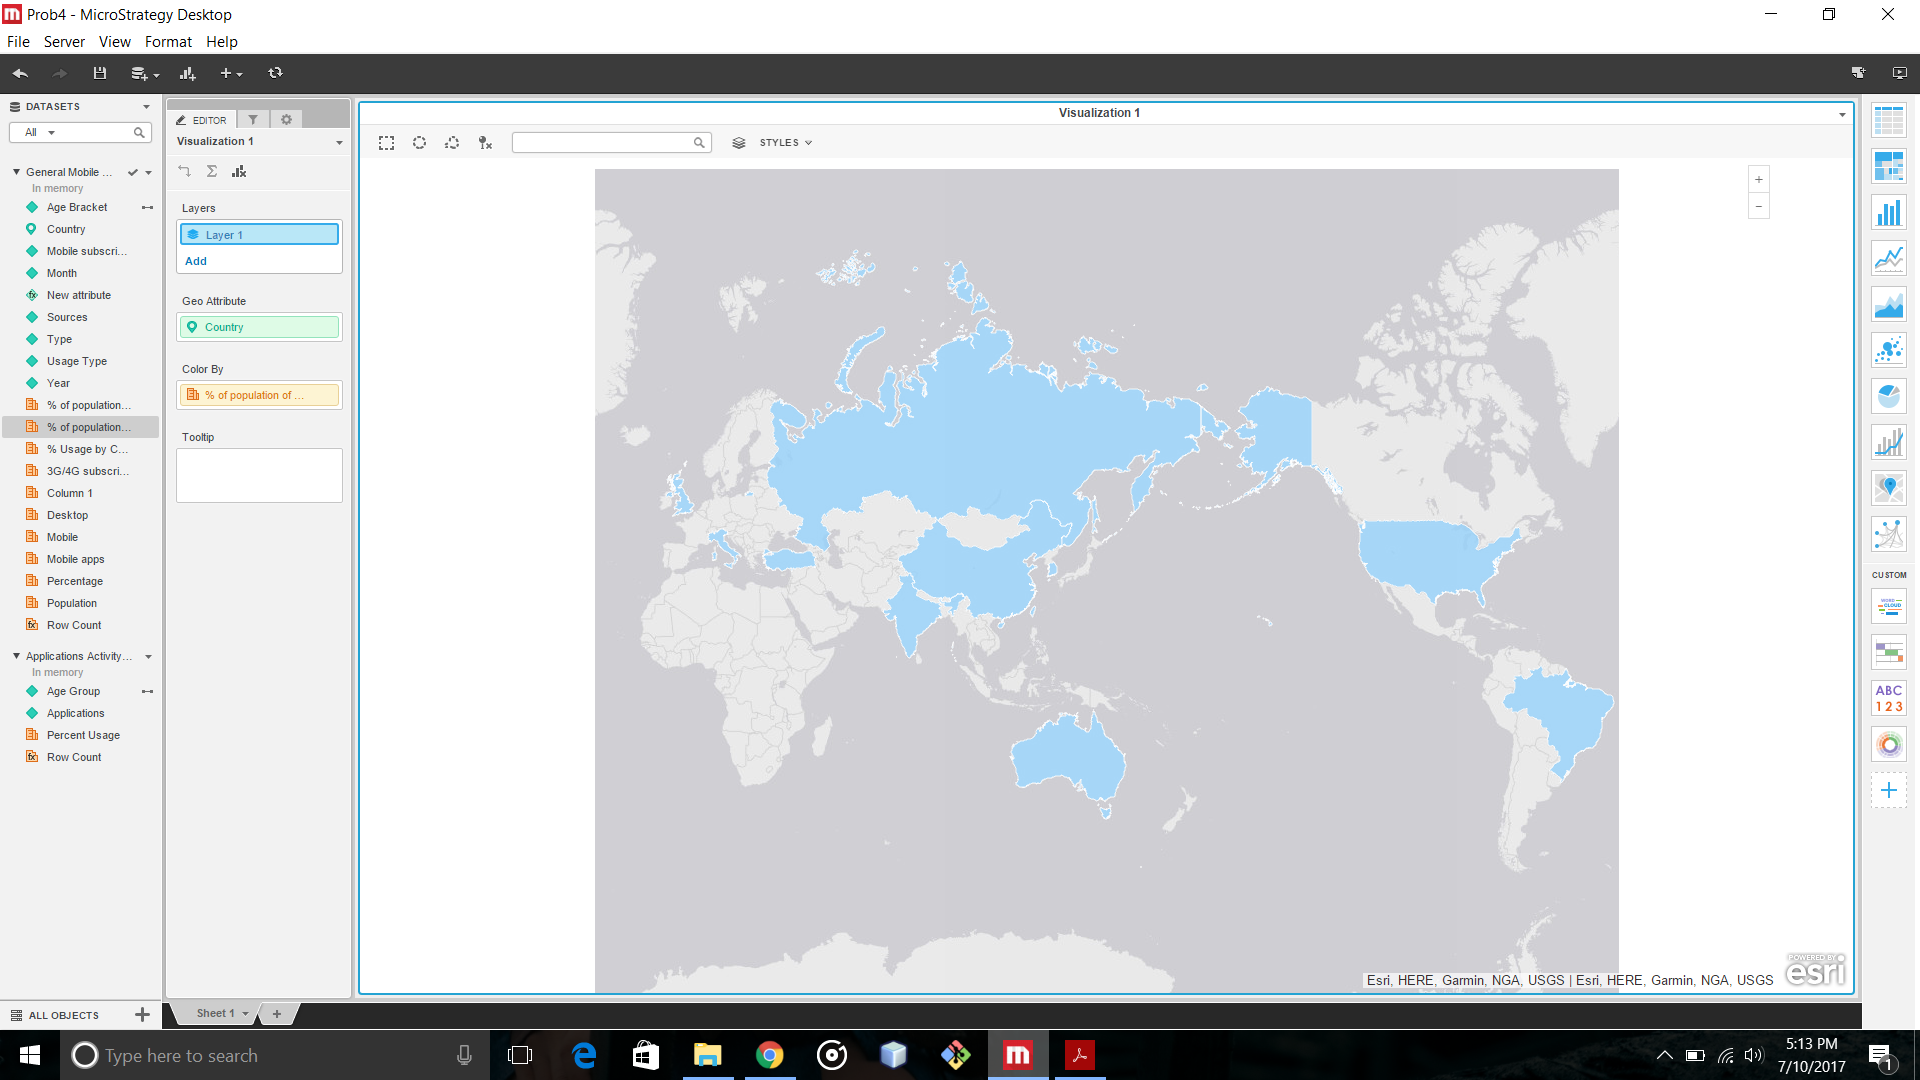 Prob4 - MicroStrategy Desktop
File Server View Format Help
DATASETS
All
General Mobile ...
In memory
Age Bracket
Country
Mobile subscri...
Month
New attribute
Sources
Type
Usage Type
Year
% of population...
% of population...
% Usage by C...
3G/4G subscri...
Column 1
Desktop
Mobile
Mobile apps
Percentage
Population
Row Count
Applications Activity...
In memory
Age Group
Applications
Percent Usage
Row Count
ALL OBJECTS
EDITOR
Visualization 1
Layers
Layer 1
Add
Geo Attribute
Country
Color By
% of population of ...
Tooltip
Visualization 1
STYLES
+
−
Esri, HERE, Garmin, NGA, USGS | Esri, HERE, Garmin, NGA, USGS
POWERED BY
esri
CUSTOM
WORD
CLOUD
ABC
1 2 3
Sheet 1
Type here to search
5:13 PM
7/10/2017
1